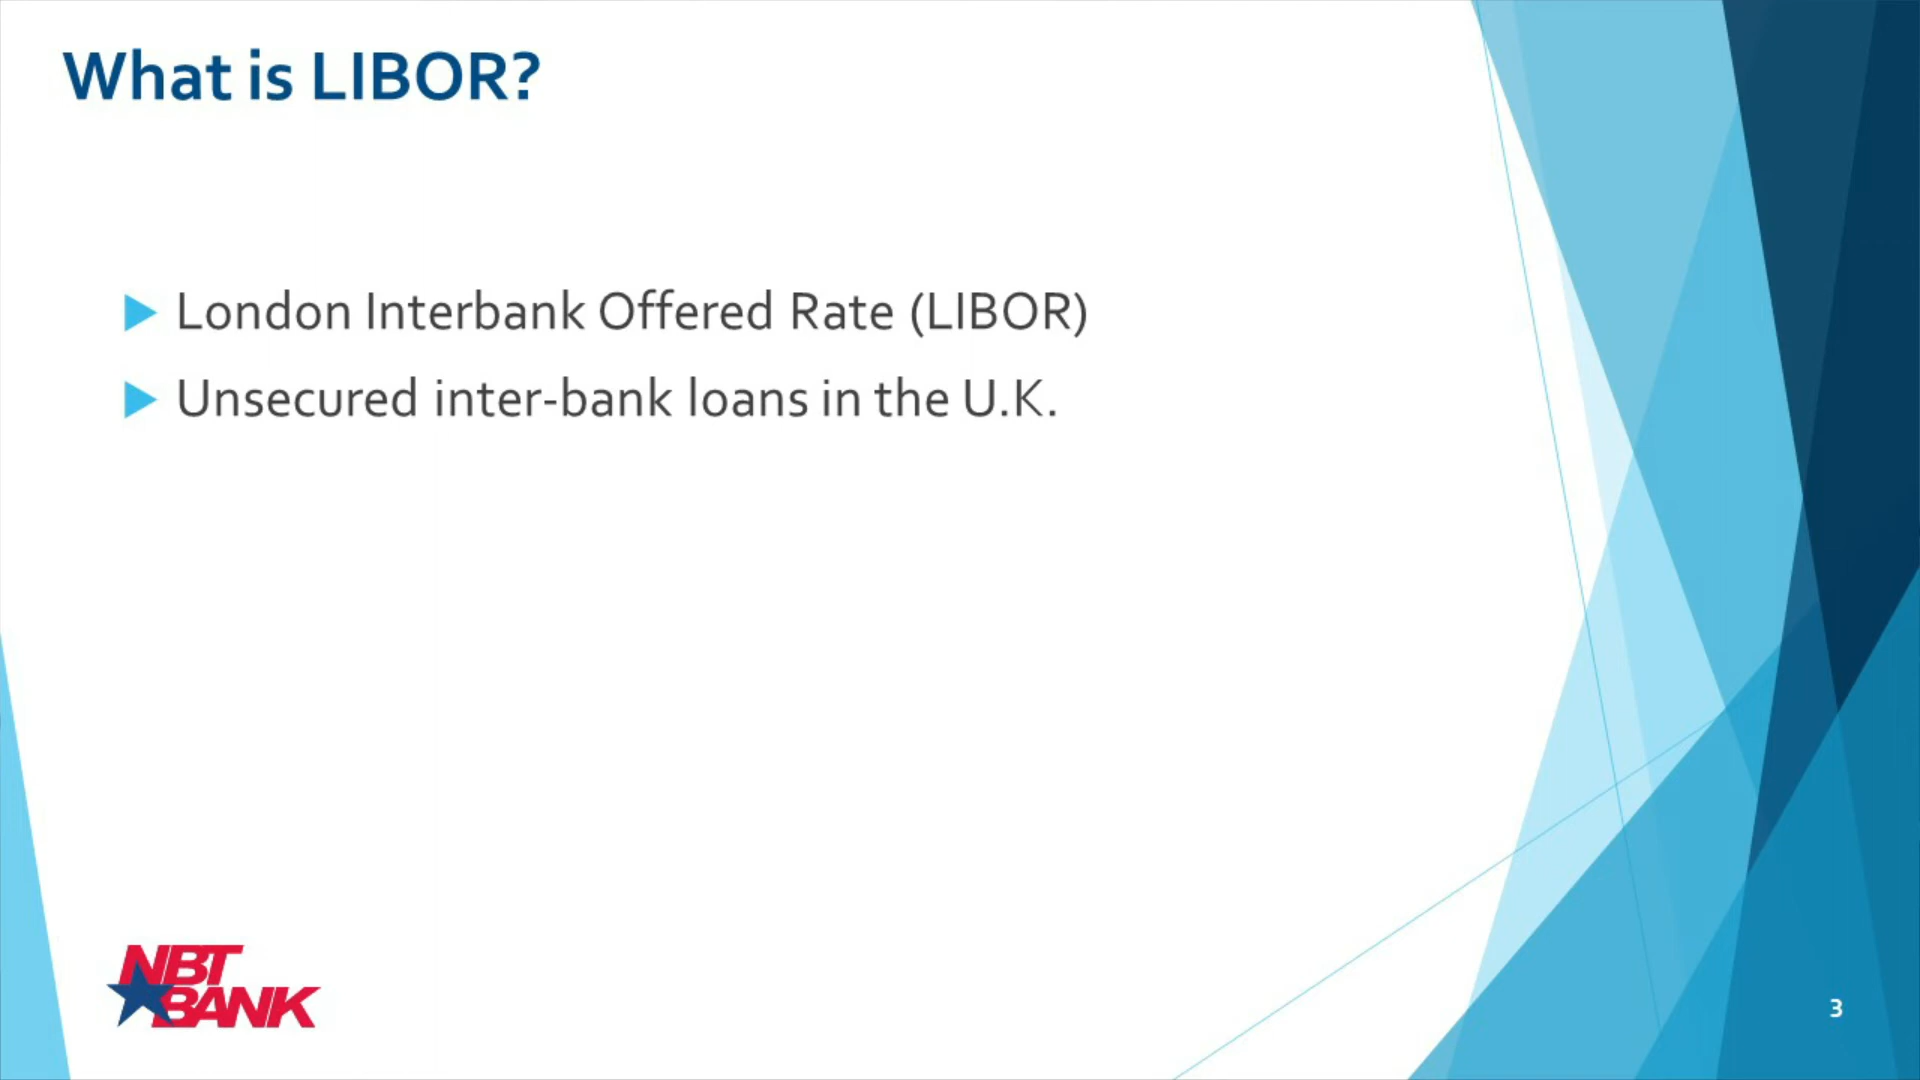 What is LIBOR?
London Interbank Offered Rate (LIBOR)
Unsecured inter-bank loans in the U.K.
NBT
BANK
3